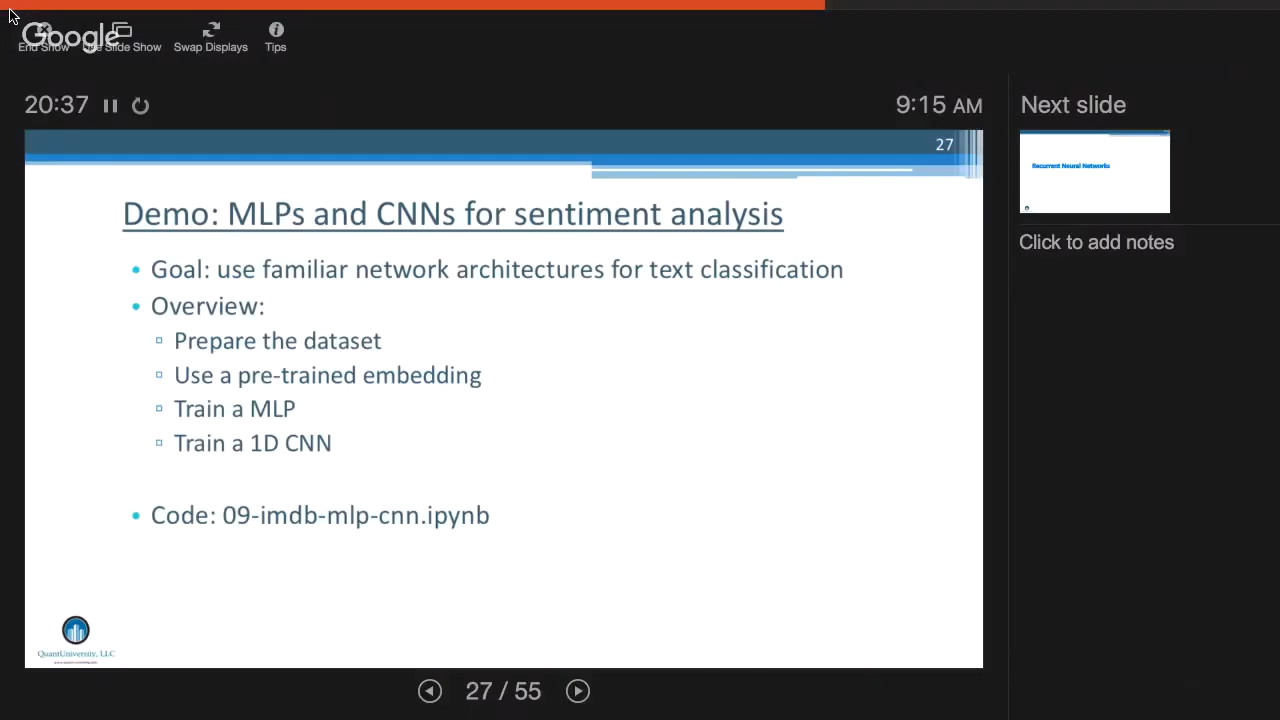 Google
End Show
Use Slide Show
Swap Displays
Tips
20:37
9:15 AM
Next slide
27
Recurrent Neural Networks
Demo: MLPs and CNNs for sentiment analysis
Click to add notes
• Goal: use familiar network architectures for text classification
• Overview:
▫ Prepare the dataset
▫ Use a pre-trained embedding
▫ Train a MLP
▫ Train a 1D CNN
• Code: 09-imdb-mlp-cnn.ipynb
QuantUniversity, LLC
27 / 55